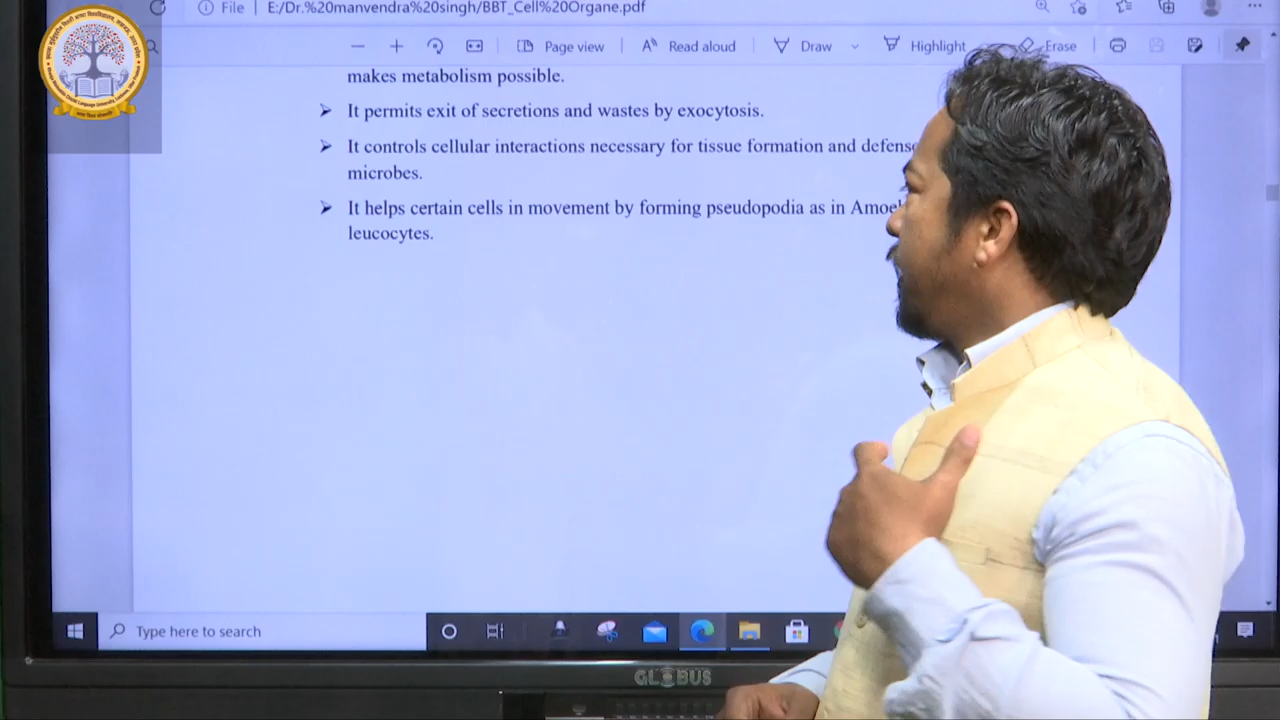 File | E:/Dr.%20manvendra%20singh/BBT_Cell%20Organe.pdf
Page view | Read aloud | Draw Highlight Erase
makes metabolism possible.
➤ It permits exit of secretions and wastes by exocytosis.
➤ It controls cellular interactions necessary for tissue formation and defens
microbes.
➤ It helps certain cells in movement by forming pseudopodia as in Amoe
leucocytes.
Type here to search
GLOBUS